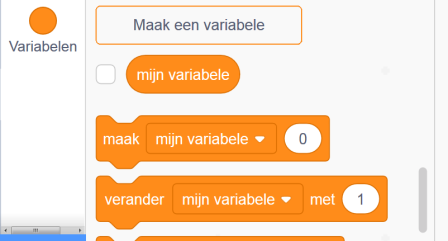 Maak een variabele
Variabelen
mijn variabele
maak mijn variabele 0
verander mijn variabele met 1